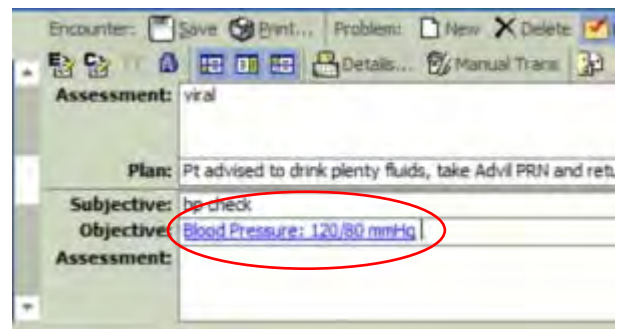 Encounter: Save Print... Problem: New Delete
Details... Manual Trans
Assessment: viral
Plan: Pt advised to drink plenty fluids, take Advil PRN and retu
Subjective: bp check
Objective Blood Pressure: 120/80 mmHg
Assessment: